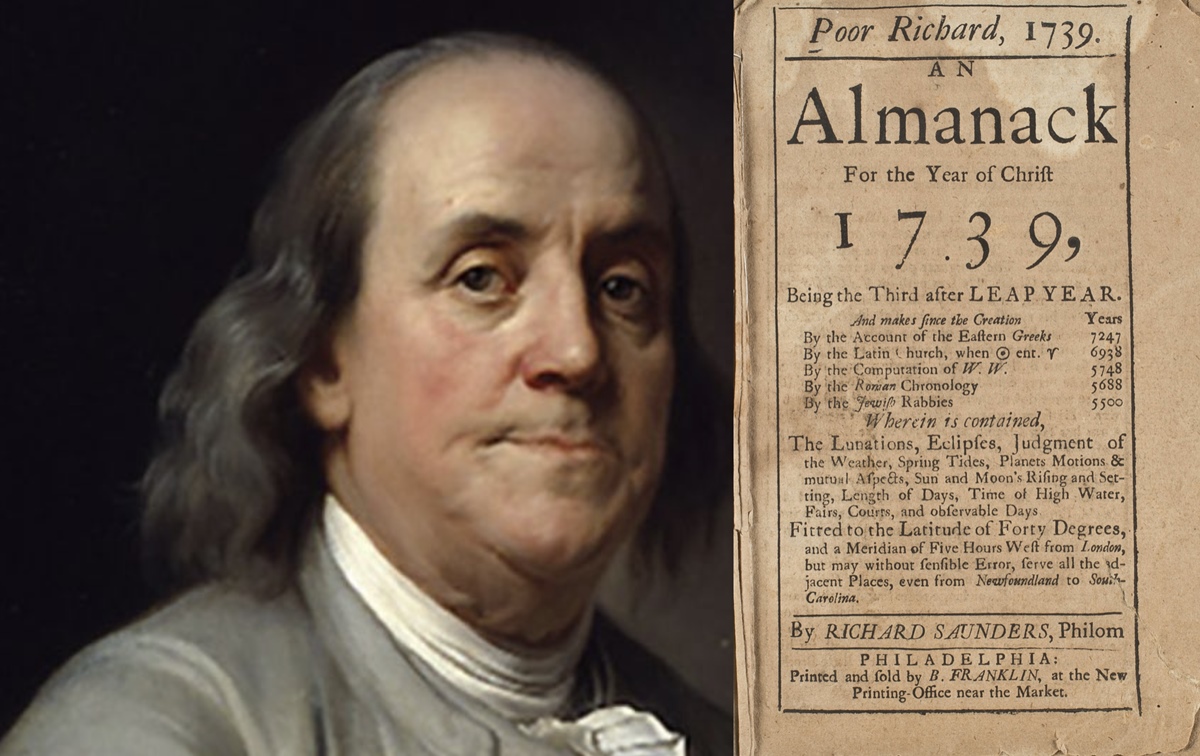 Poor Richard, 1739.
AN
Almanack
For the Year of Chriſt
1 7 . 3 9,
Being the Third after LEAP YEAR.
And makes ſince the Creation Years
By the Account of the Eaſtern Greeks 7247
By the Latin Church, when ☉ ent. ♈ 6938
By the Computation of W. W. 5748
By the Roman Chronology 5688
By the Jewiſh Rabbies 5500
Wherein is contained,
The Lunations, Eclipſes, Judgment of
the Weather, Spring Tides, Planets Motions &
mutual Aſpects, Sun and Moon's Riſing and Set-
ting, Length of Days, Time of High Water,
Fairs, Courts, and obſervable Days
Fitted to the Latitude of Forty Degrees,
and a Meridian of Five Hours Weſt from London,
but may without ſenſible Error, ſerve all the Ad-
jacent Places, even from Newfoundland to South-
Carolina.
By RICHARD SAUNDERS, Philom
PHILADELPHIA:
Printed and ſold by B. FRANKLIN, at the New
Printing-Office near the Market.